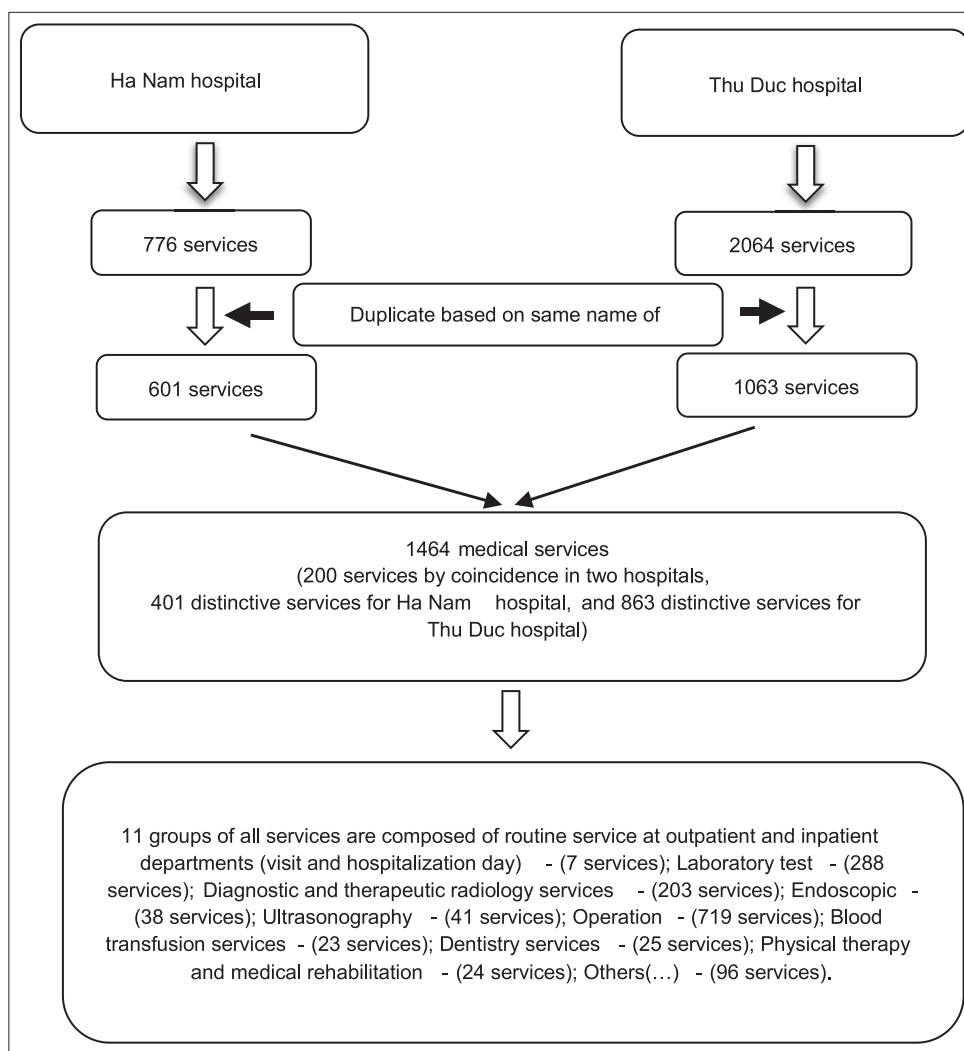 Ha Nam hospital
Thu Duc hospital
776 services
2064 services
Duplicate based on same name of
601 services
1063 services
1464 medical services
(200 services by coincidence in two hospitals,
401 distinctive services for Ha Nam hospital, and 863 distinctive services for
Thu Duc hospital)
11 groups of all services are composed of routine service at outpatient and inpatient
departments (visit and hospitalization day) - (7 services); Laboratory test - (288
services); Diagnostic and therapeutic radiology services - (203 services); Endoscopic -
(38 services); Ultrasonography - (41 services); Operation - (719 services); Blood
transfusion services - (23 services); Dentistry services - (25 services); Physical therapy
and medical rehabilitation - (24 services); Others(…) - (96 services).